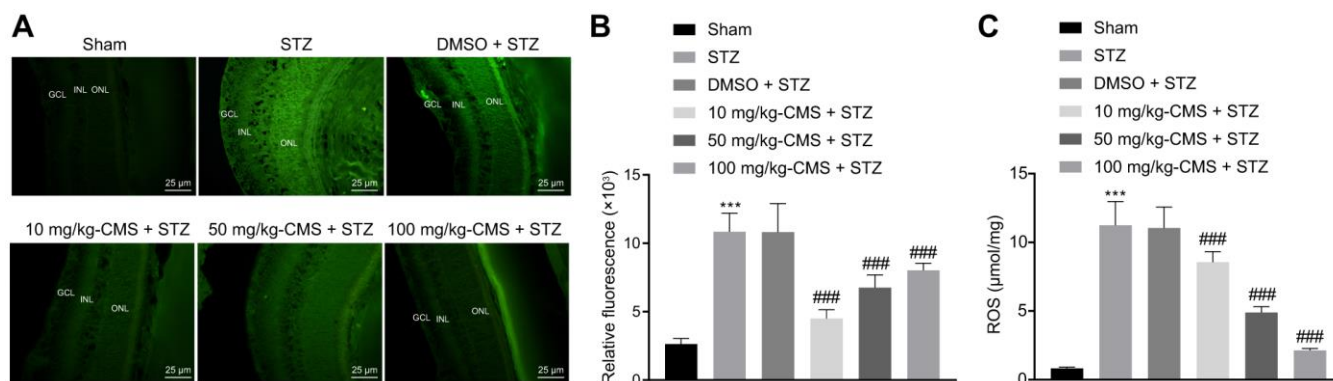 A
Sham
STZ
DMSO + STZ
GCL INL ONL
25 µm
GCL
INL
ONL
25 µm
GCL INL ONL
25 µm
10 mg/kg-CMS + STZ
50 mg/kg-CMS + STZ
100 mg/kg-CMS + STZ
GCL
INL
ONL
25 µm
25 µm
GCL INL
ONL
25 µm
B
Sham
STZ
DMSO + STZ
10 mg/kg-CMS + STZ
50 mg/kg-CMS + STZ
100 mg/kg-CMS + STZ
Relative fluorescence (×10³)
15
10
5
0
***
###
###
###
C
Sham
STZ
DMSO + STZ
10 mg/kg-CMS + STZ
50 mg/kg-CMS + STZ
100 mg/kg-CMS + STZ
ROS (µmol/mg)
15
10
5
0
***
###
###
###